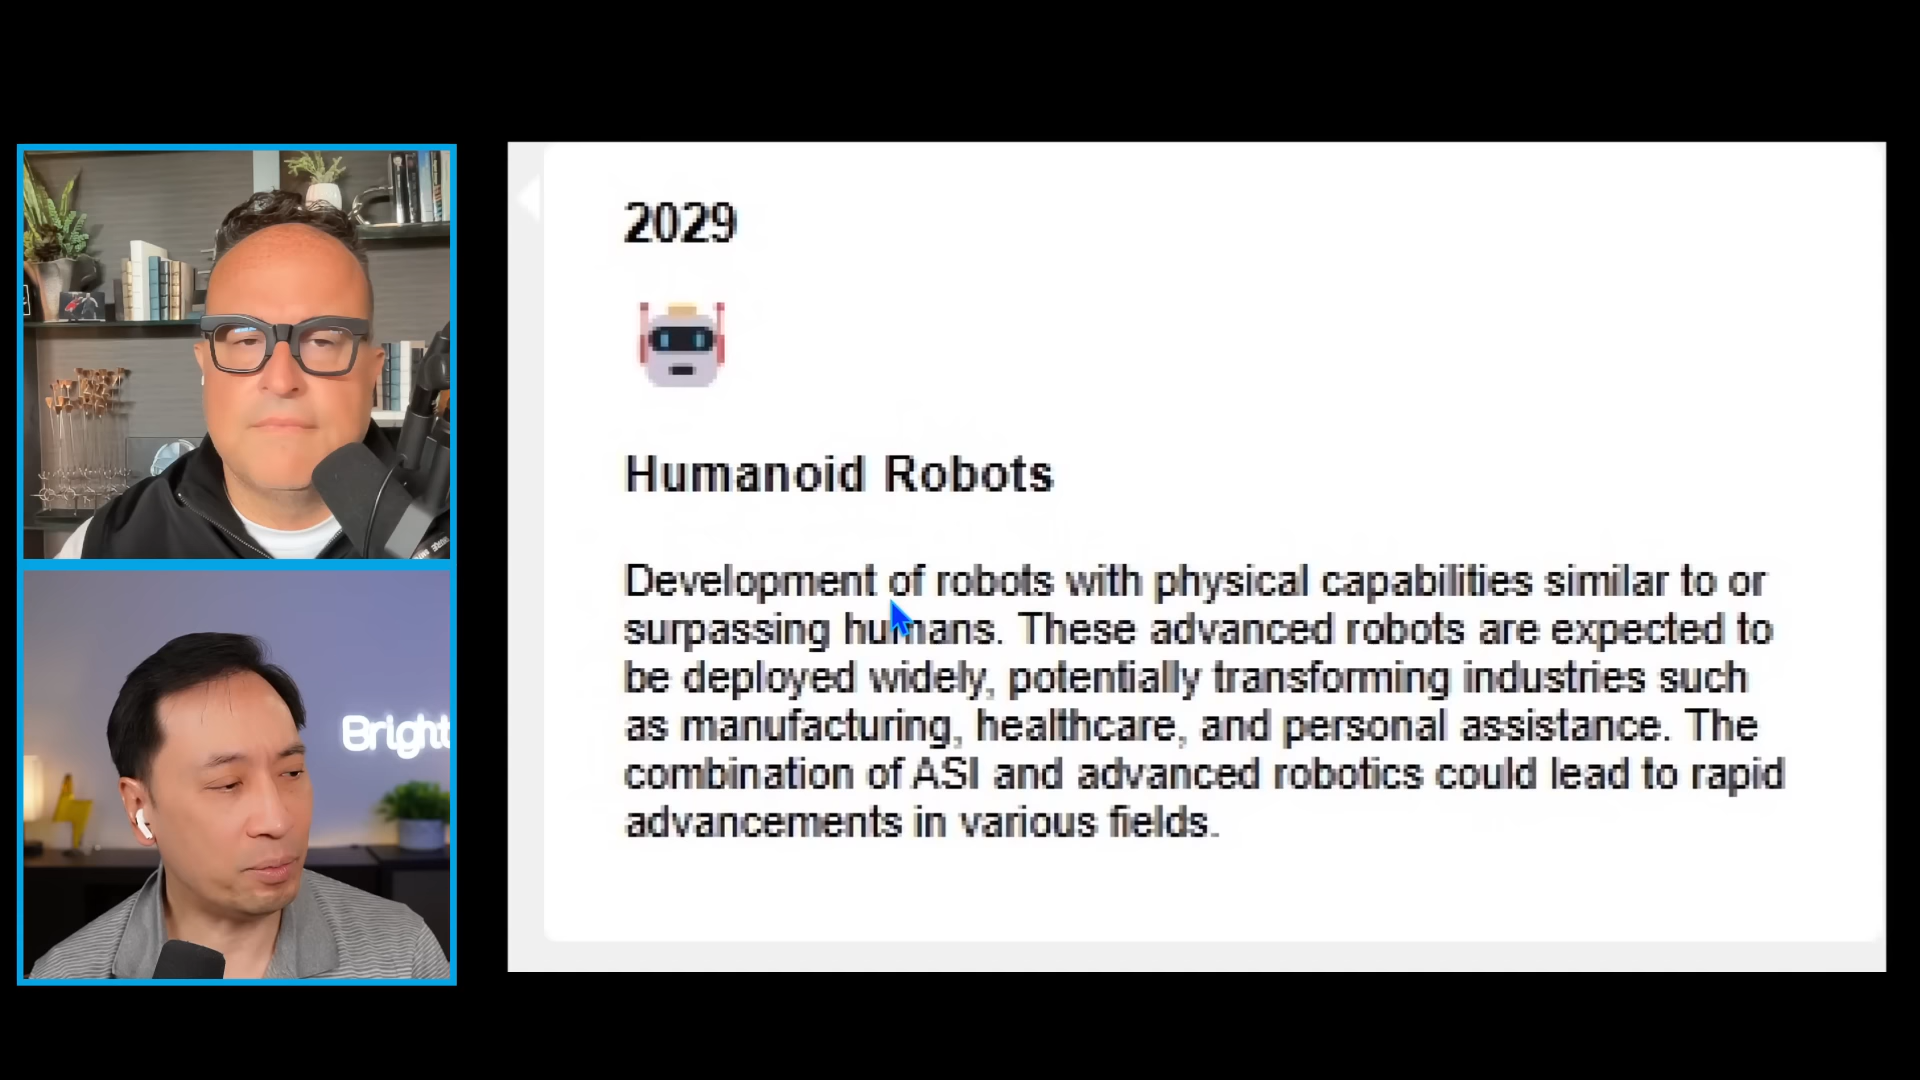 2029
Humanoid Robots
Development of robots with physical capabilities similar to or
surpassing humans. These advanced robots are expected to
be deployed widely, potentially transforming industries such
as manufacturing, healthcare, and personal assistance. The
combination of ASI and advanced robotics could lead to rapid
advancements in various fields.
Bright